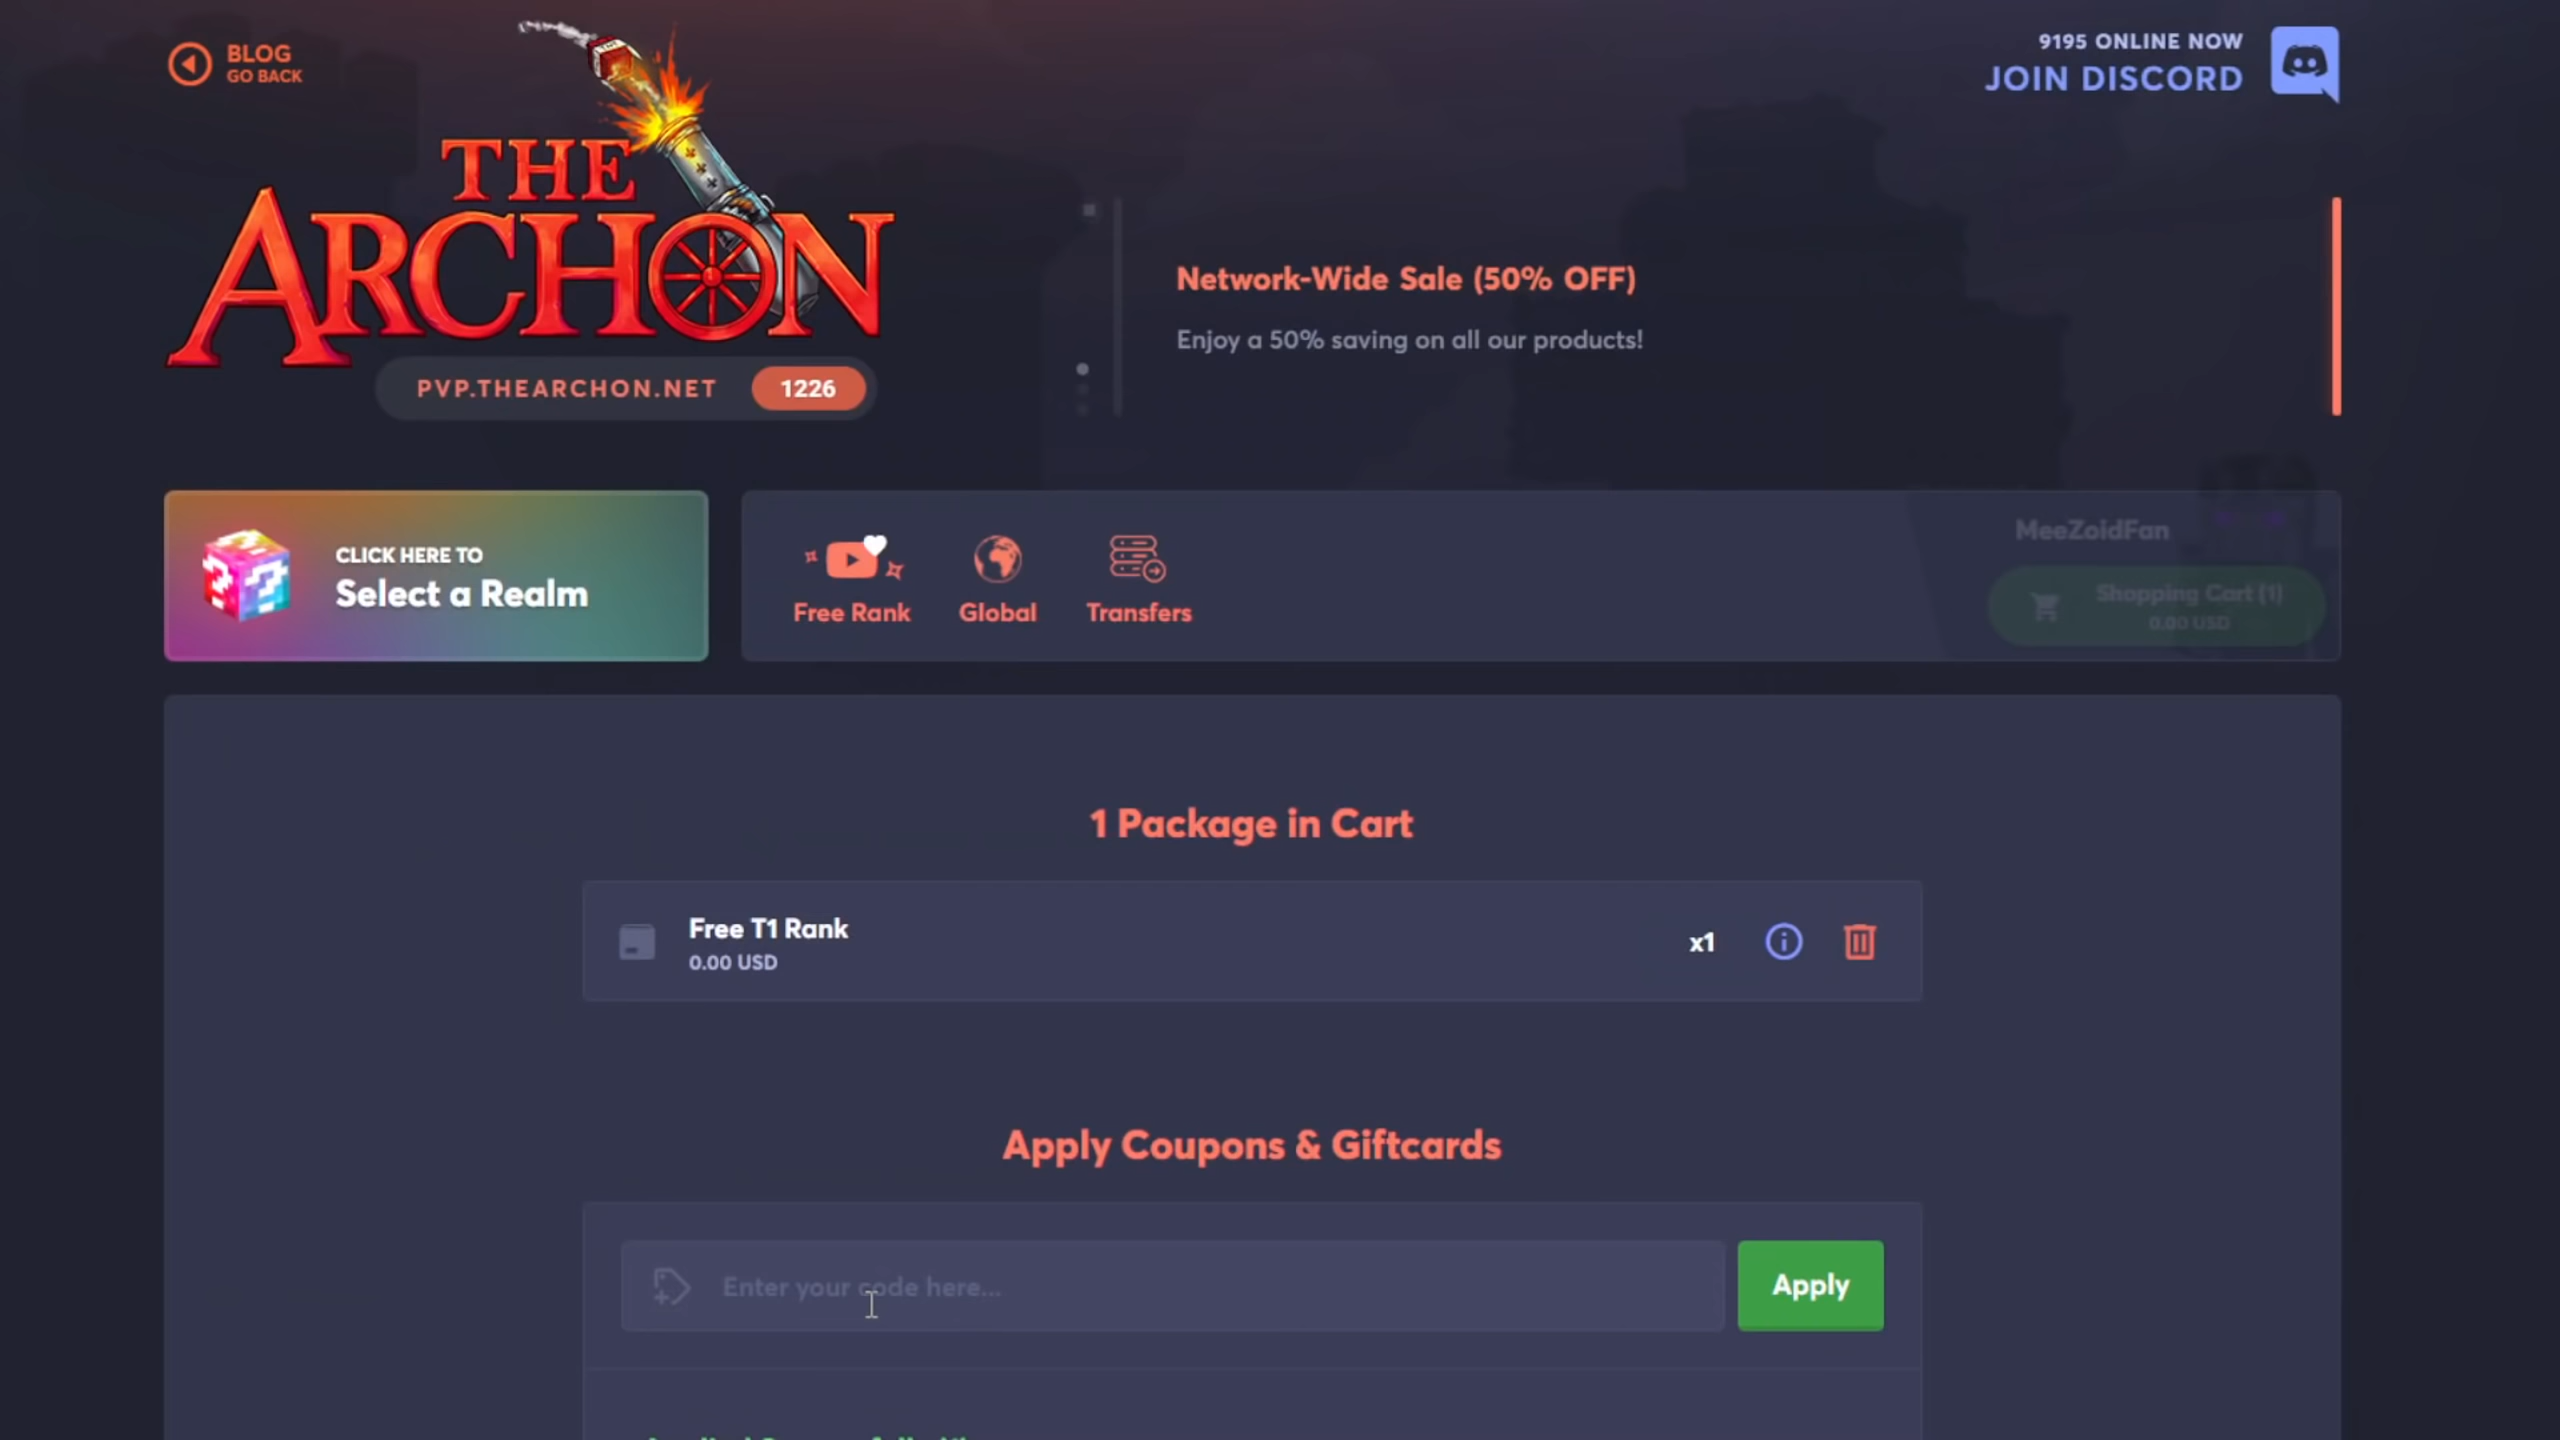 BLOG
GO BACK
9195 ONLINE NOW
JOIN DISCORD
THE
ARCHON
PVP.THEARCHON.NET
1226
Network-Wide Sale (50% OFF)
Enjoy a 50% saving on all our products!
CLICK HERE TO
Select a Realm
Free Rank
Global
Transfers
MeeZoidFan
Shopping Cart (1)
0.00 USD
1 Package in Cart
Free T1 Rank
0.00 USD
x1
Apply Coupons & Giftcards
Enter your code here...
Apply